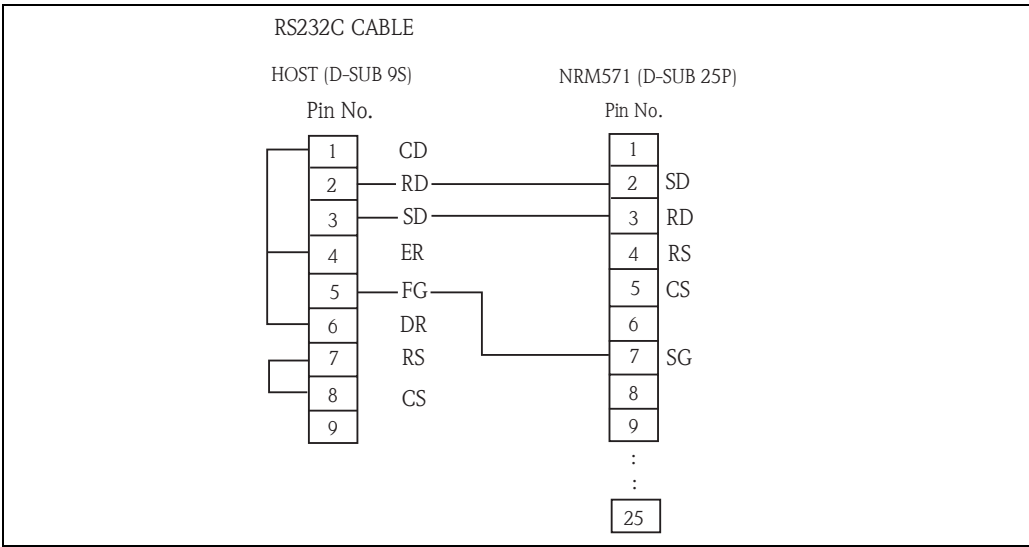 RS232C CABLE
HOST (D-SUB 9S) NRM571 (D-SUB 25P)
Pin No. Pin No.
1 CD 1
2 RD 2 SD
3 SD 3 RD
4 ER 4 RS
5 FG 5 CS
6 DR 6
7 RS 7 SG
8 CS 8
9 9
:
:
25